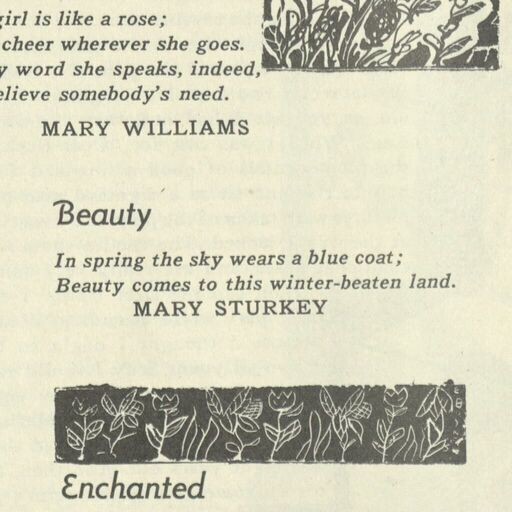 girl is like a rose;
cheer wherever she goes.
word she speaks, indeed,
somebody's need.
MARY WILLIAMS
Beauty
In spring the sky wears a blue coat;
Beauty comes to this winter-beaten land.
MARY STURKEY
Enchanted